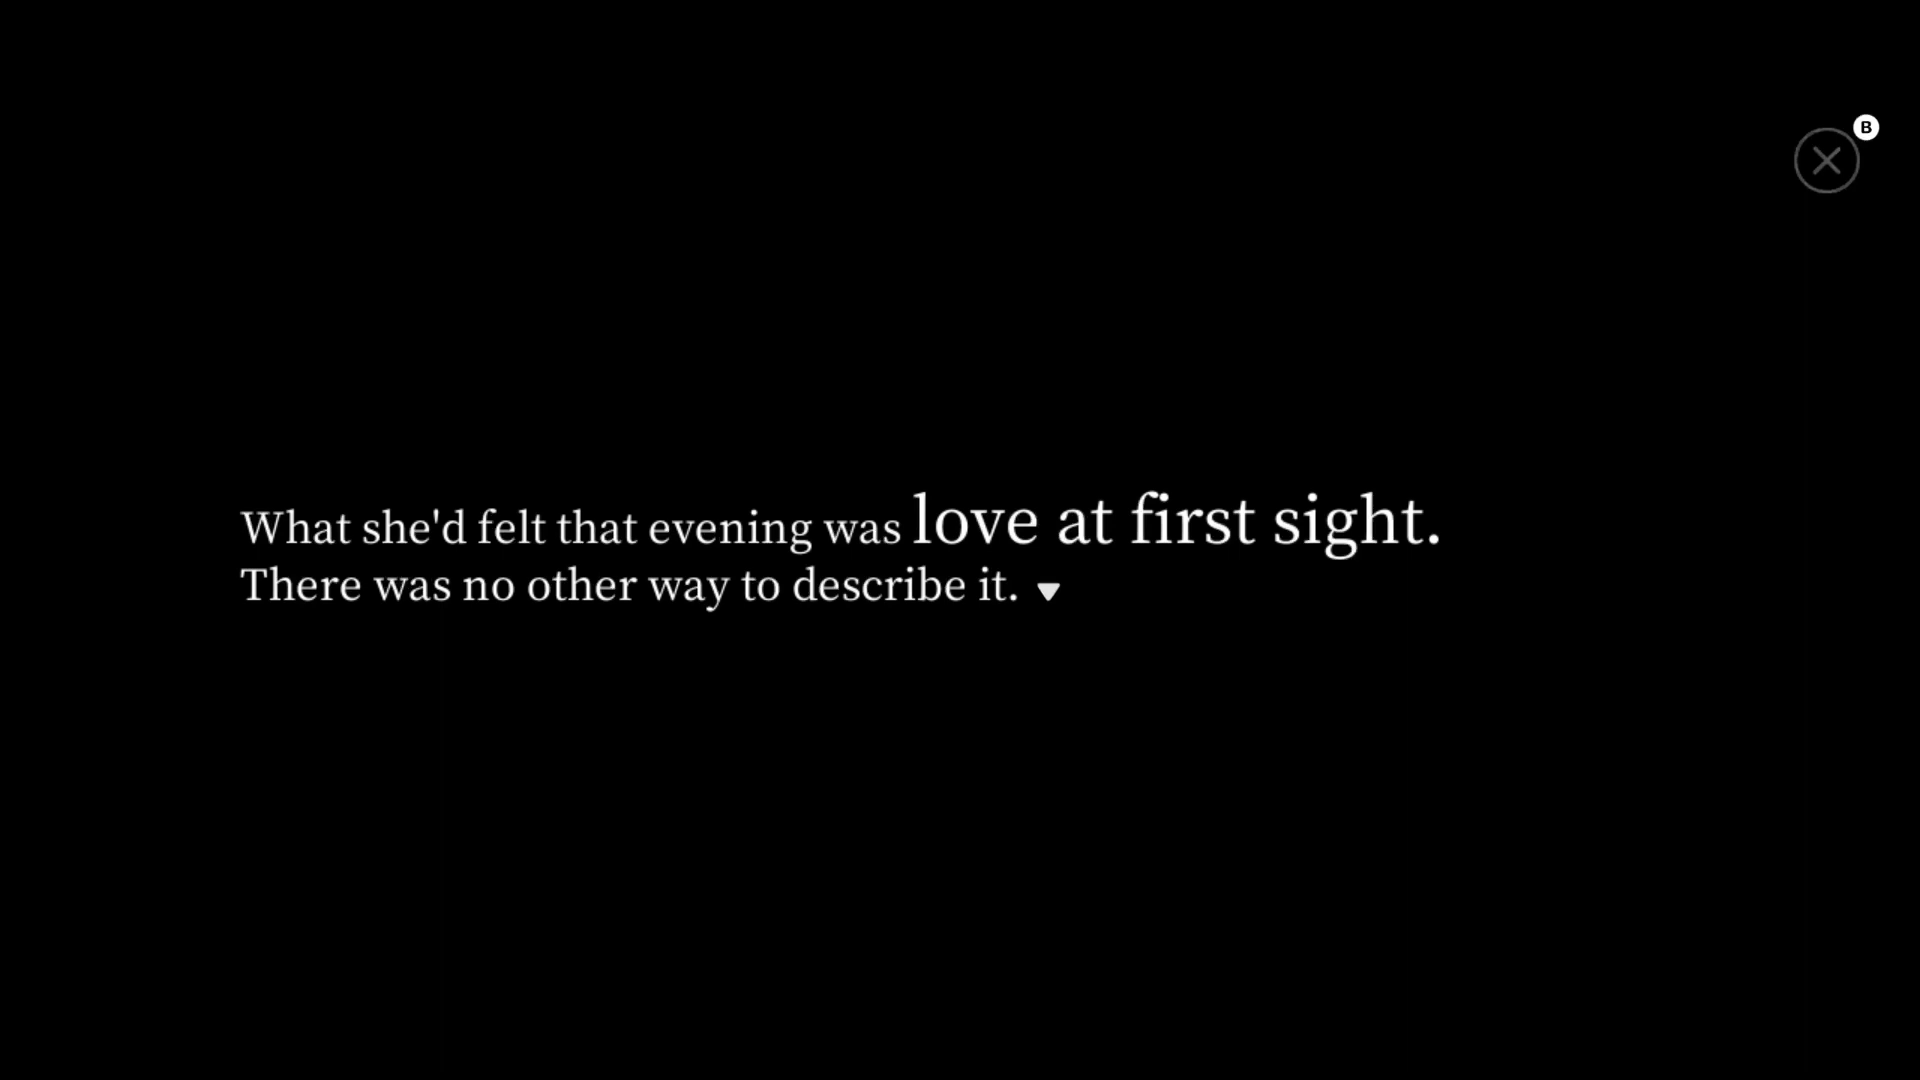 B
What she'd felt that evening was love at first sight.
There was no other way to describe it.